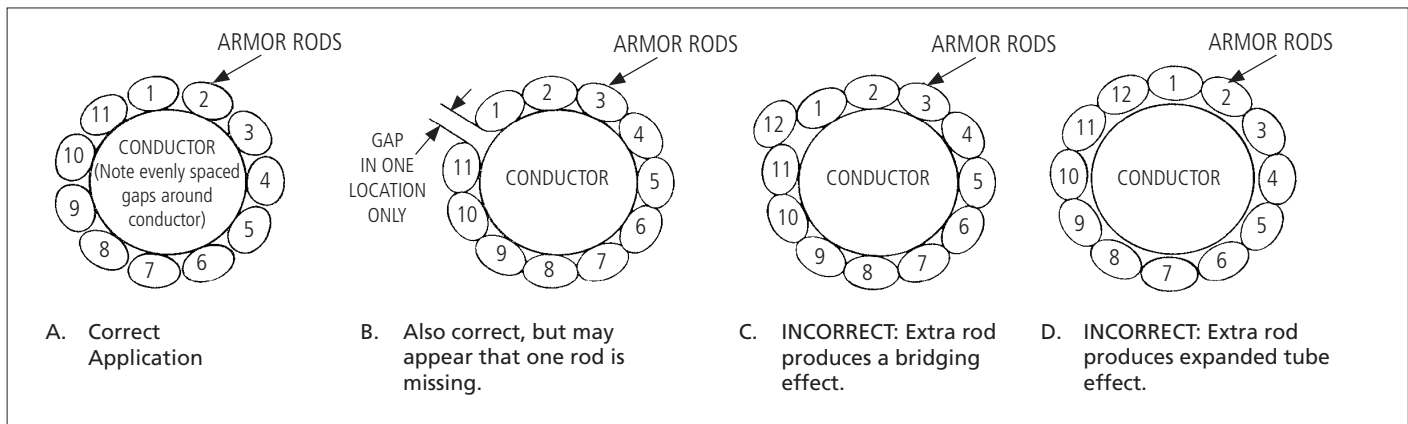 ARMOR RODS
1
2
3
4
5
6
7
8
9
10
11
CONDUCTOR
(Note evenly spaced
gaps around
conductor)
A. Correct
Application
ARMOR RODS
1
2
3
4
5
6
7
8
9
10
11
GAP
IN ONE
LOCATION
ONLY
CONDUCTOR
B. Also correct, but may
appear that one rod is
missing.
ARMOR RODS
1
2
3
4
5
6
7
8
9
10
11
12
CONDUCTOR
C. INCORRECT: Extra rod
produces a bridging
effect.
ARMOR RODS
1
2
3
4
5
6
7
8
9
10
11
12
CONDUCTOR
D. INCORRECT: Extra rod
produces expanded tube
effect.